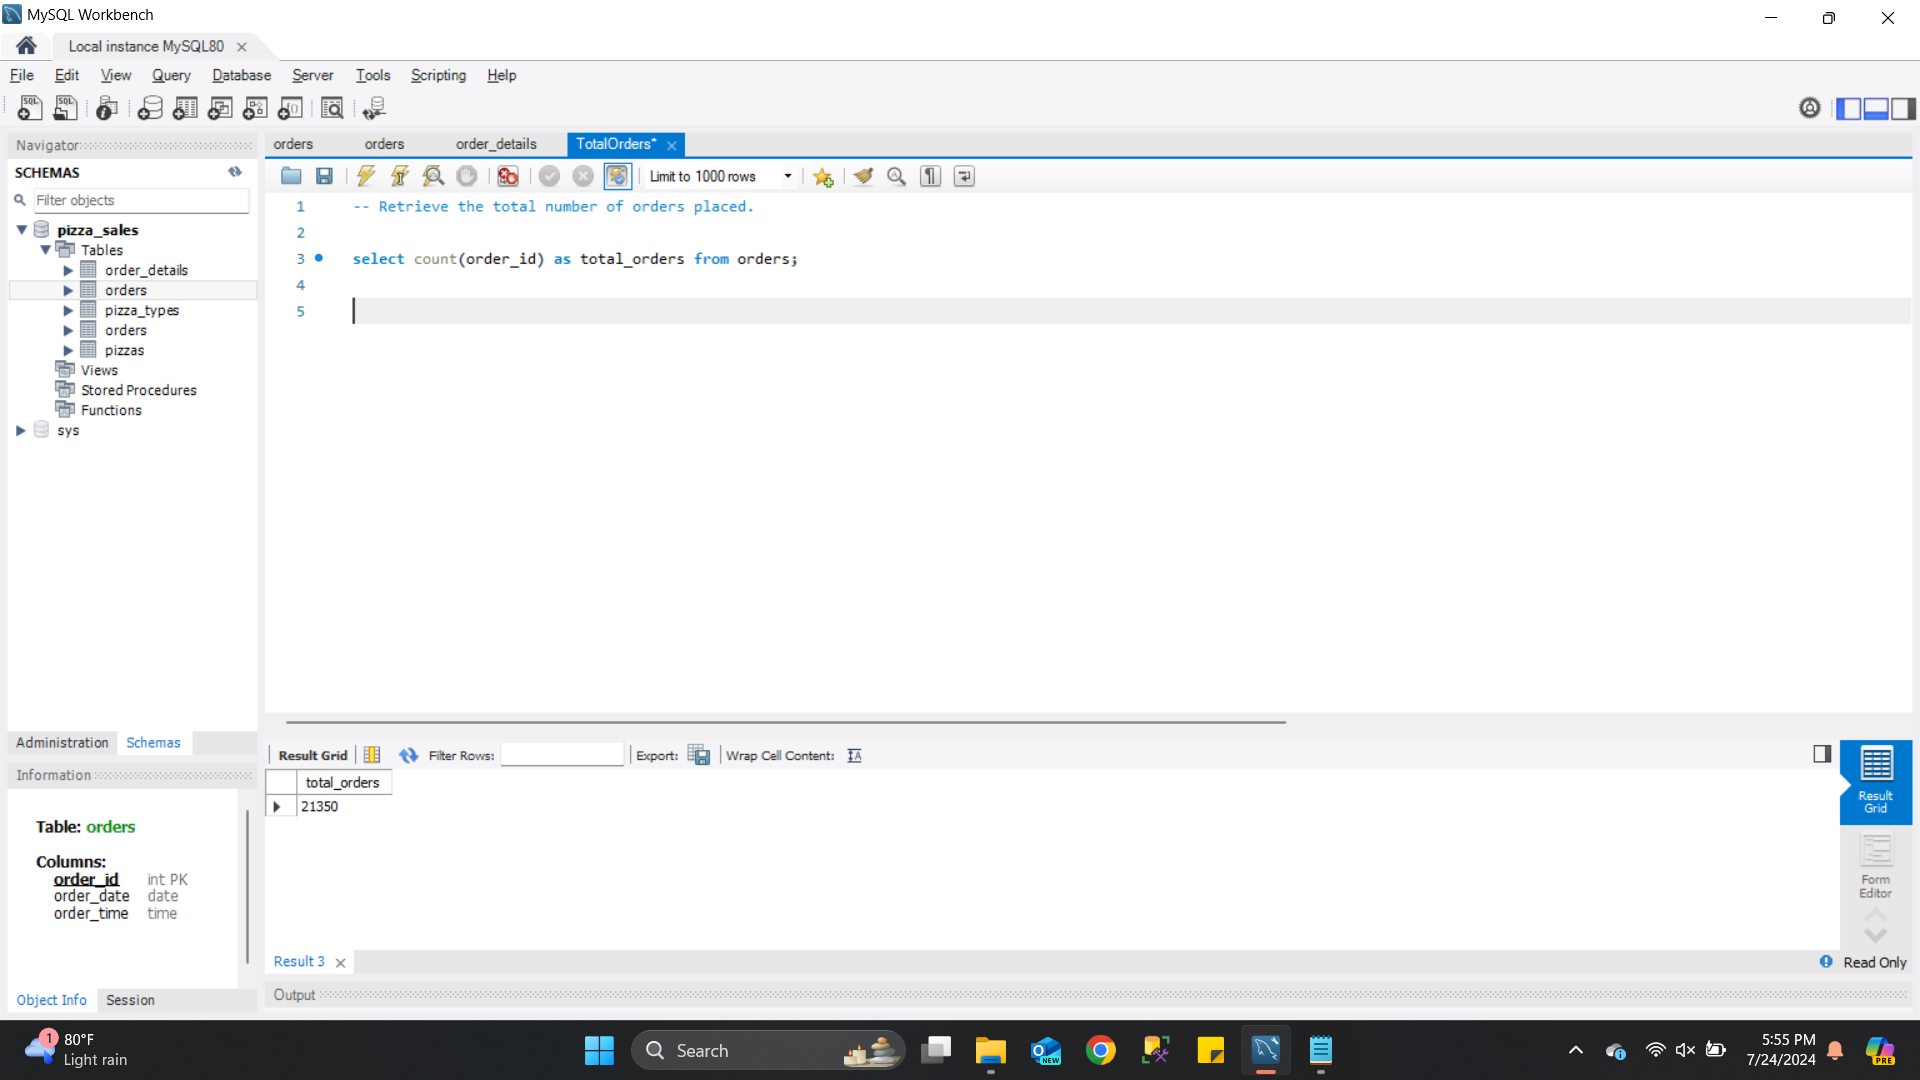 MySQL Workbench
Local instance MySQL80
File Edit View Query Database Server Tools Scripting Help
Navigator
SCHEMAS
Filter objects
pizza_sales
Tables
order_details
orders
pizza_types
orders
pizzas
Views
Stored Procedures
Functions
sys
Administration Schemas
Information
Table: orders
Columns:
order_id int PK
order_date date
order_time time
Object Info Session
orders orders order_details TotalOrders*
Limit to 1000 rows
1 -- Retrieve the total number of orders placed.
2
3 select count(order_id) as total_orders from orders;
4
5
Result Grid Filter Rows: Export: Wrap Cell Content:
total_orders
21350
Result Grid
Form Editor
Result 3
Read Only
Output
1
80°F
Light rain
Search
NEW
5:55 PM
7/24/2024
PRE